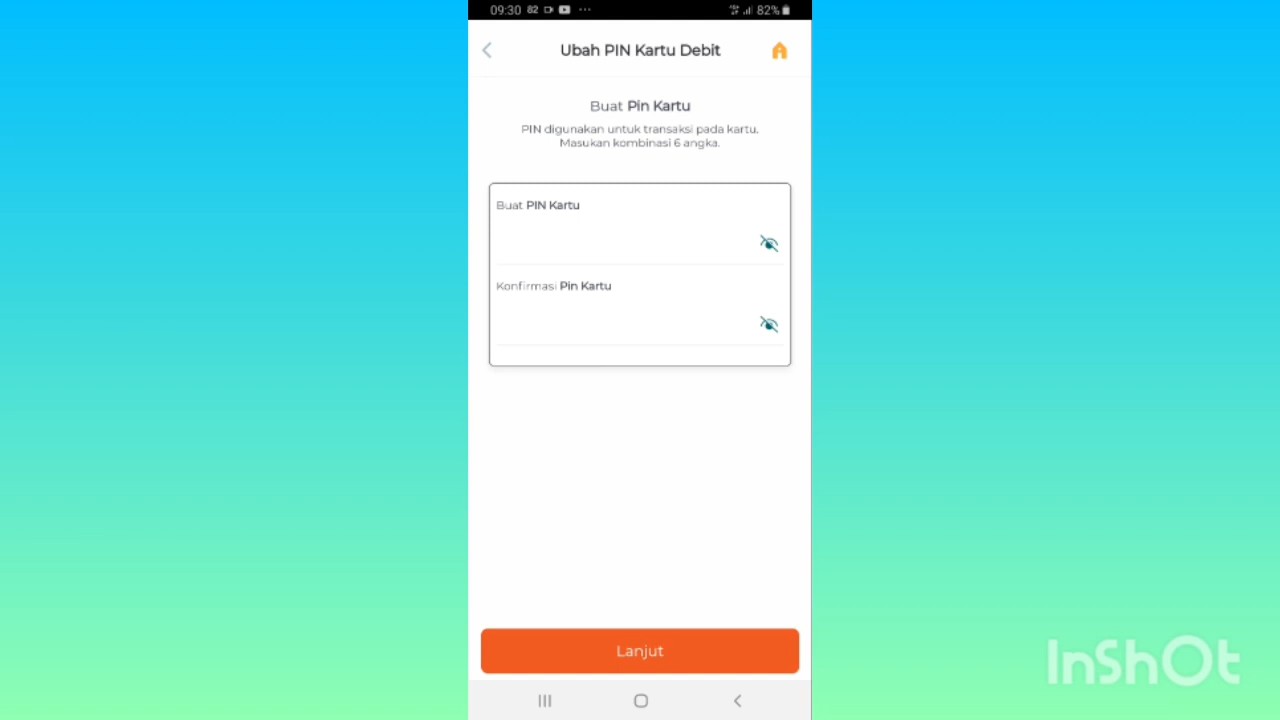 09:30 82 82%
Ubah PIN Kartu Debit
Buat Pin Kartu
PIN digunakan untuk transaksi pada kartu.
Masukan kombinasi 6 angka.
Buat PIN Kartu
Konfirmasi Pin Kartu
Lanjut
InShOt